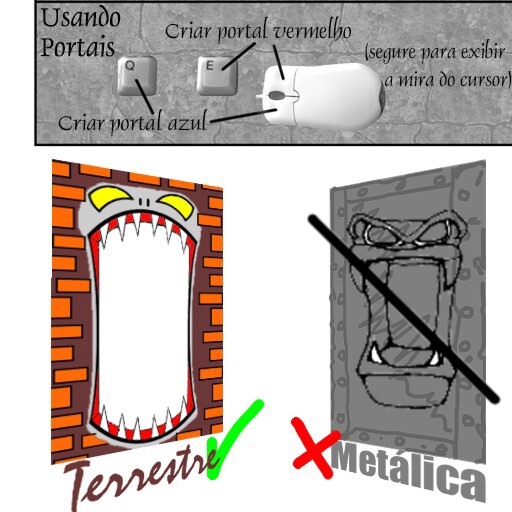 Usando
Portais
Criar portal vermelho
(segure para exibir
a mira do cursor)
Q
E
Criar portal azul
Terrestre
Metálica